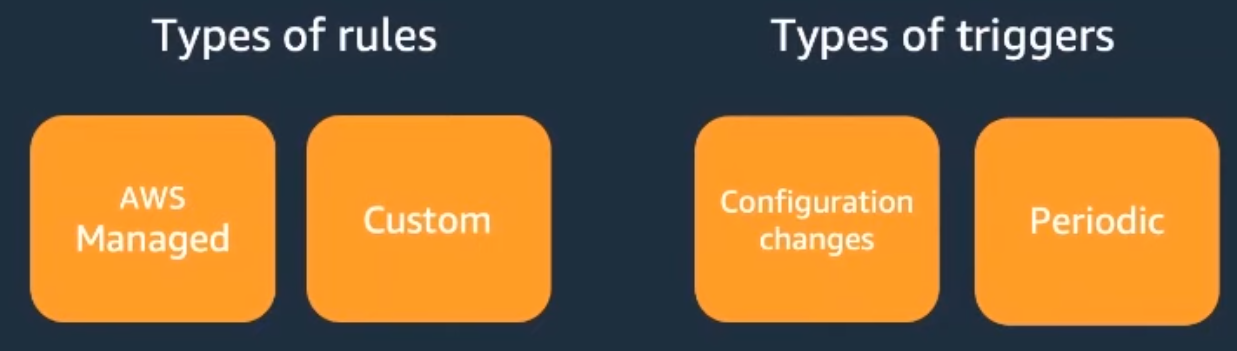 Types of rules
Types of triggers
AWS
Managed
Custom
Configuration
changes
Periodic